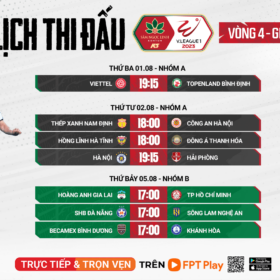 LỊCH THI ĐẤU
V.LEAGUE 1
2023
VÒNG 4 - G
THỨ BA 01.08 - NHÓM A
VIETTEL 19:15 TOPENLAND BÌNH ĐỊNH
THỨ TƯ 02.08 - NHÓM A
THÉP XANH NAM ĐỊNH 18:00 CÔNG AN HÀ NỘI
HỒNG LĨNH HÀ TĨNH 18:00 ĐÔNG Á THANH HÓA
HÀ NỘI 19:15 HẢI PHÒNG
THỨ BẢY 05.08 - NHÓM B
HOÀNG ANH GIA LAI 17:00 TP HỒ CHÍ MINH
SHB ĐÀ NẴNG 17:00 SÔNG LAM NGHỆ AN
BECAMEX BÌNH DƯƠNG 17:00 KHÁNH HÒA
TRỰC TIẾP & TRỌN VẸN TRÊN FPT Play